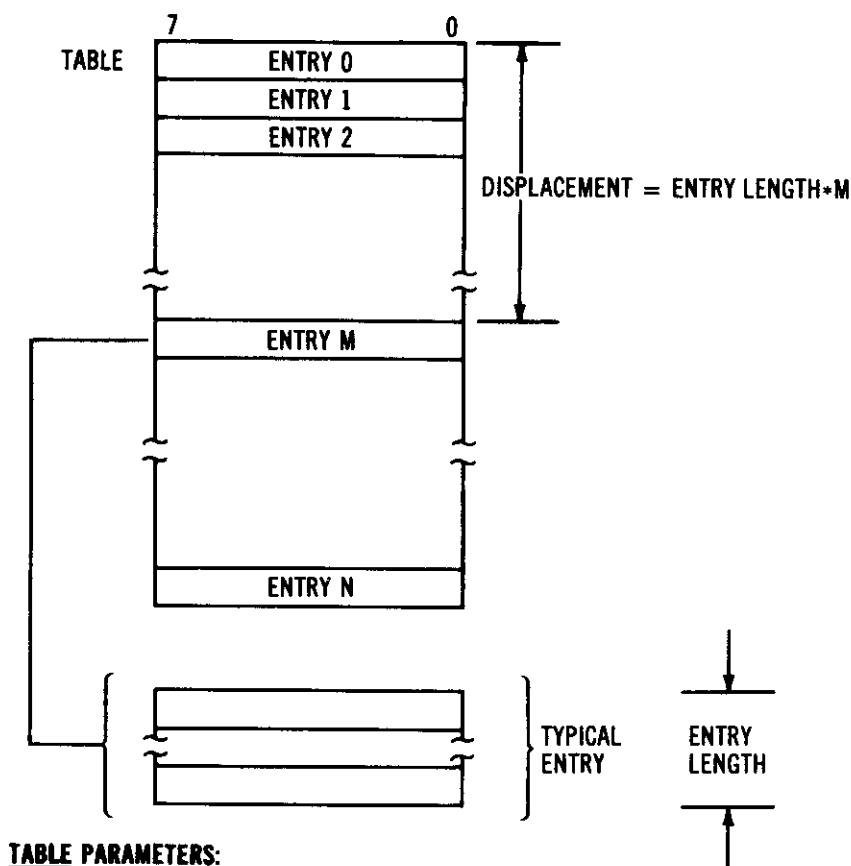 7 0
TABLE
ENTRY 0
ENTRY 1
ENTRY 2
DISPLACEMENT = ENTRY LENGTH*M
ENTRY M
ENTRY N
TYPICAL
ENTRY
ENTRY
LENGTH
TABLE PARAMETERS: